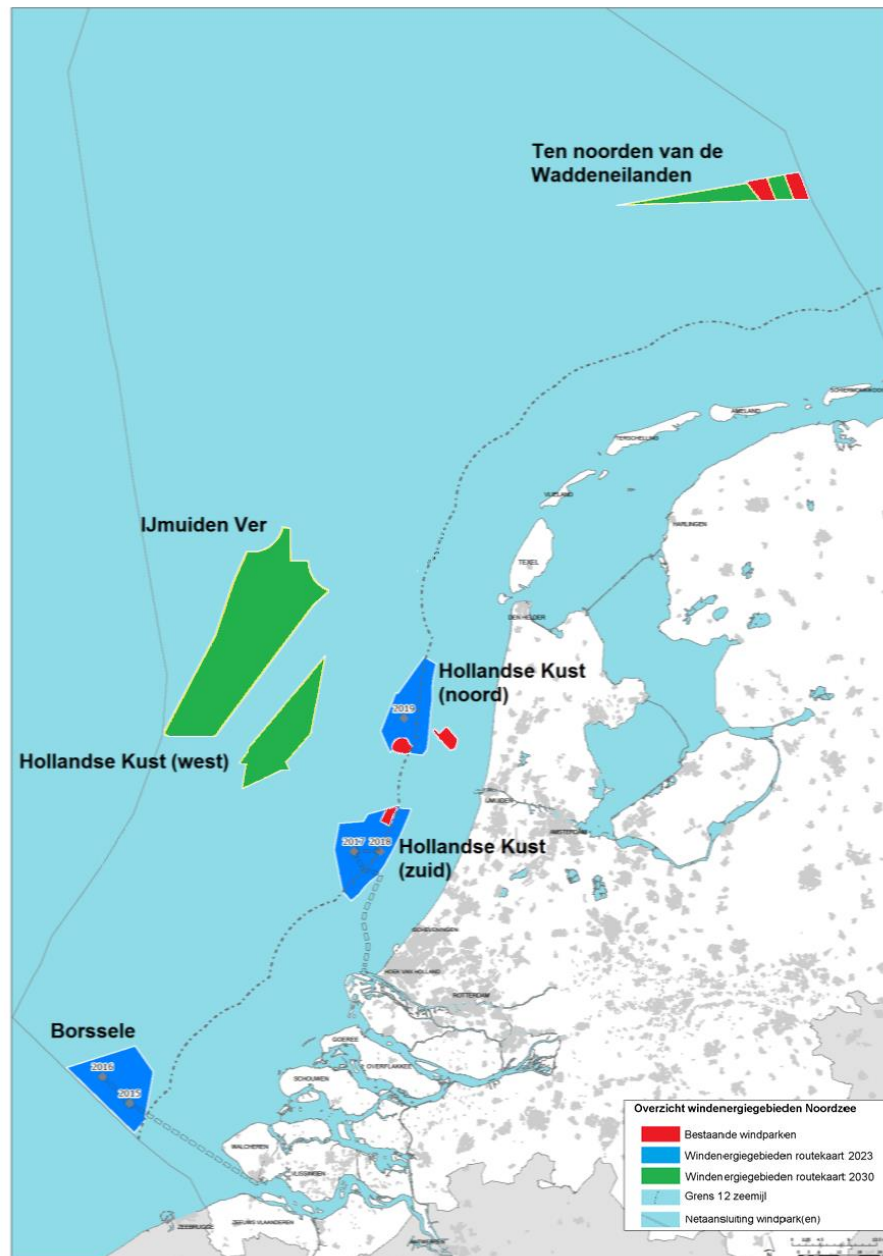 Ten noorden van de
Waddeneilanden
SCHIERMONNIKOOG
AMELAND
TERSCHELLING
VLIELAND
HARLINGEN
IJmuiden Ver
TEXEL
DEN HELDER
Hollandse Kust
(noord)
2019
Hollandse Kust (west)
IJMUIDEN
AMSTERDAM
2017
2018
Hollandse Kust
(zuid)
SCHEVENINGEN
HOEK VAN HOLLAND
ROTTERDAM
Borssele
GOEREE
OVERFLAKKEE
2016
SCHOUWEN
2015
WALCHEREN
VLISSINGEN
ZEEBRUGGE
ZEEUWS VLAANDEREN
ANTWERPEN
Overzicht windenergiegebieden Noordzee
Bestaande windparken
Windenergiegebieden routekaart 2023
Windenergiegebieden routekaart 2030
Grens 12 zeemijl
Netaansluiting windpark(en)